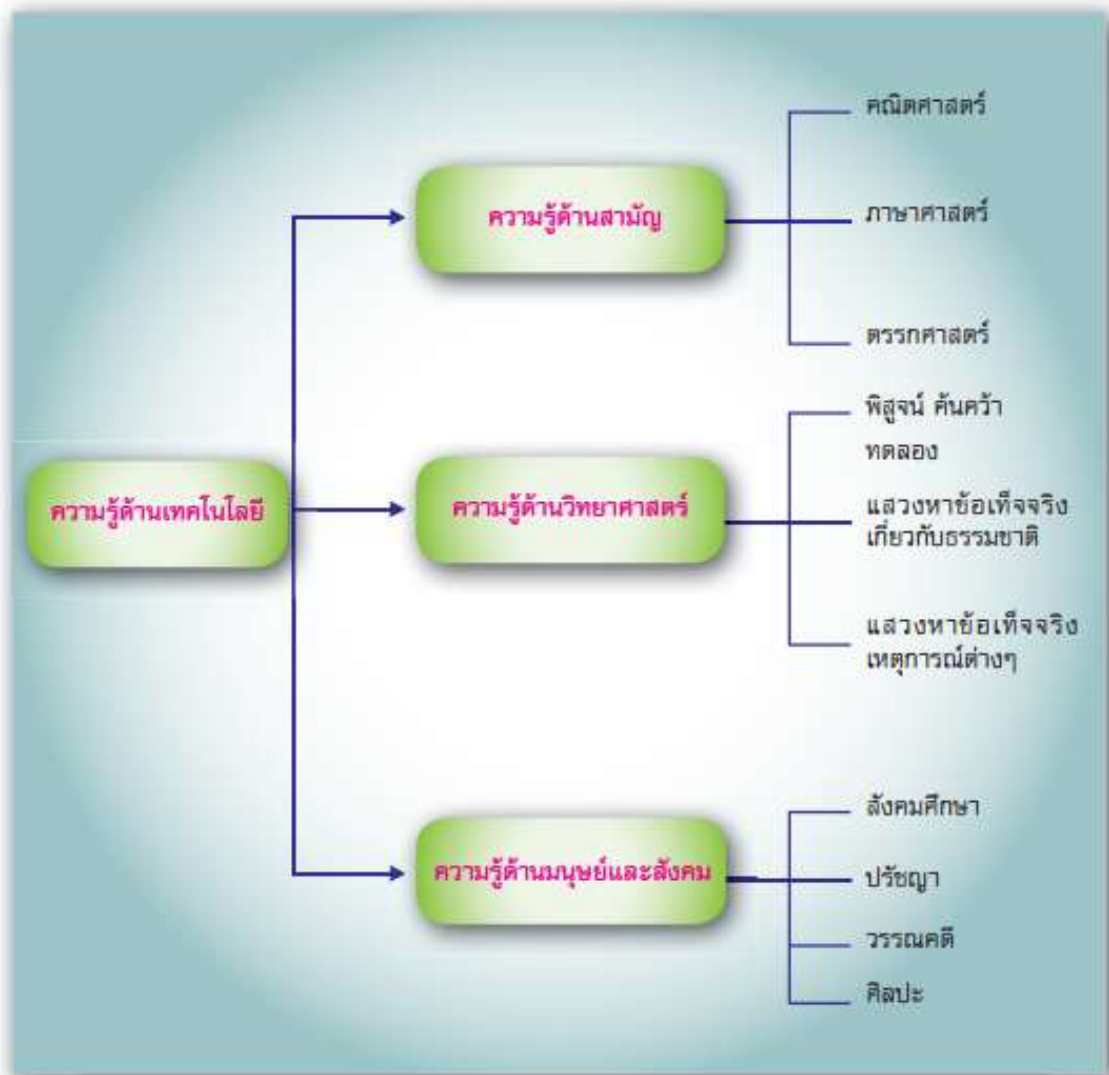 ความรู้ด้านเทคโนโลยี
ความรู้ด้านสามัญ
คณิตศาสตร์
ภาษาศาสตร์
ตรรกศาสตร์
ความรู้ด้านวิทยาศาสตร์
พิสูจน์ ค้นคว้า
ทดลอง
แสวงหาข้อเท็จจริง
เกี่ยวกับธรรมชาติ
แสวงหาข้อเท็จจริง
เหตุการณ์ต่างๆ
ความรู้ด้านมนุษย์และสังคม
สังคมศึกษา
ปรัชญา
วรรณคดี
ศิลปะ